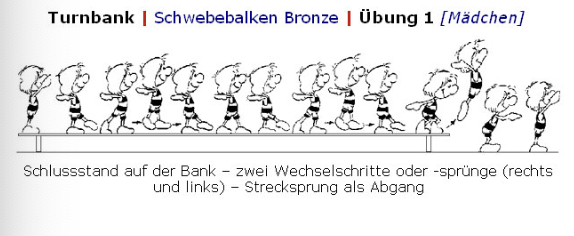 Turnbank | Schwebebalken Bronze | Übung 1 [Mädchen]
Schlussstand auf der Bank – zwei Wechselschritte oder -sprünge (rechts
und links) – Strecksprung als Abgang